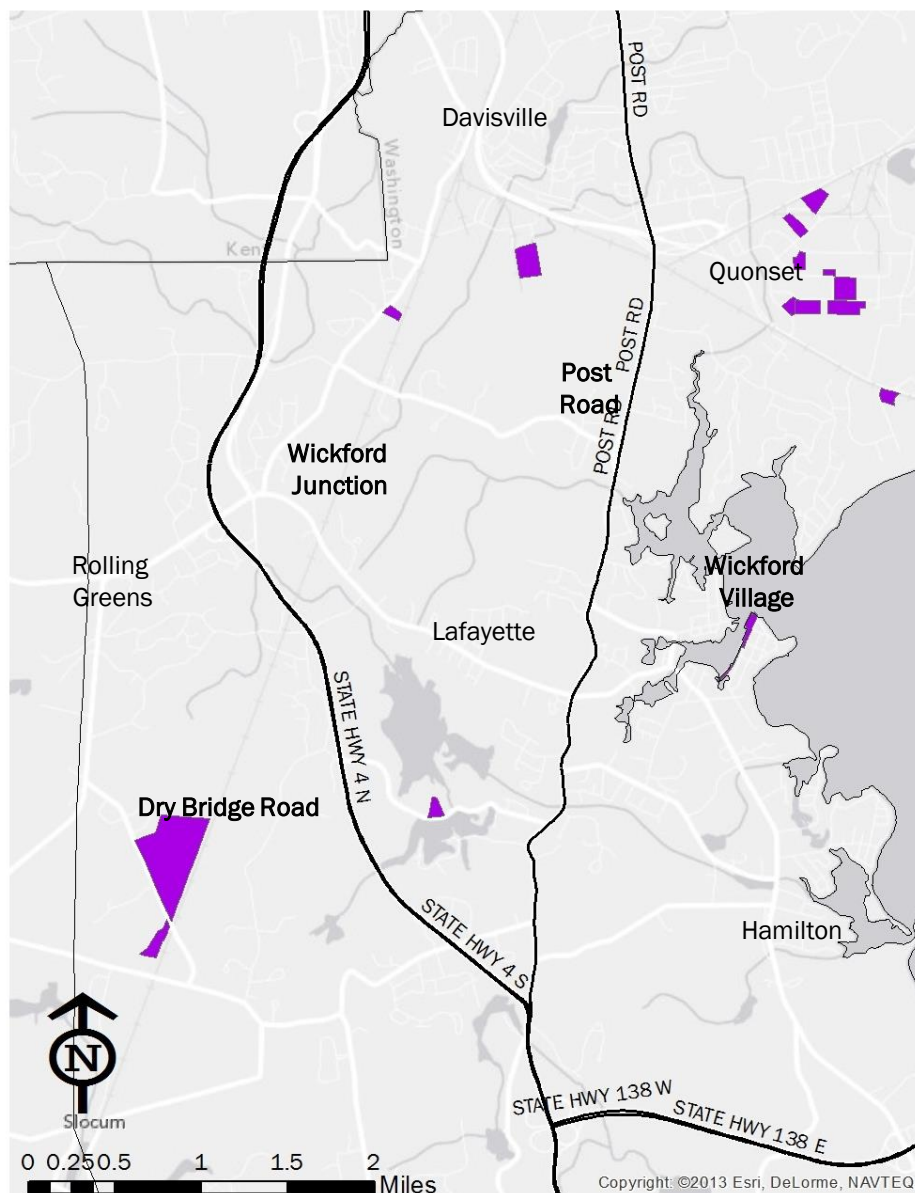 POST RD
Davisville
Washington
Kent
Quonset
POST RD
Post
Road
POST RD
Wickford
Junction
Rolling
Greens
Wickford
Village
Lafayette
STATE HWY 4 N
Dry Bridge Road
STATE HWY 4 S
Hamilton
N
Slocum
STATE HWY 138 W
STATE HWY 138 E
0 0.25 0.5 1 1.5 2
Miles
Copyright: ©2013 Esri, DeLorme, NAVTEQ